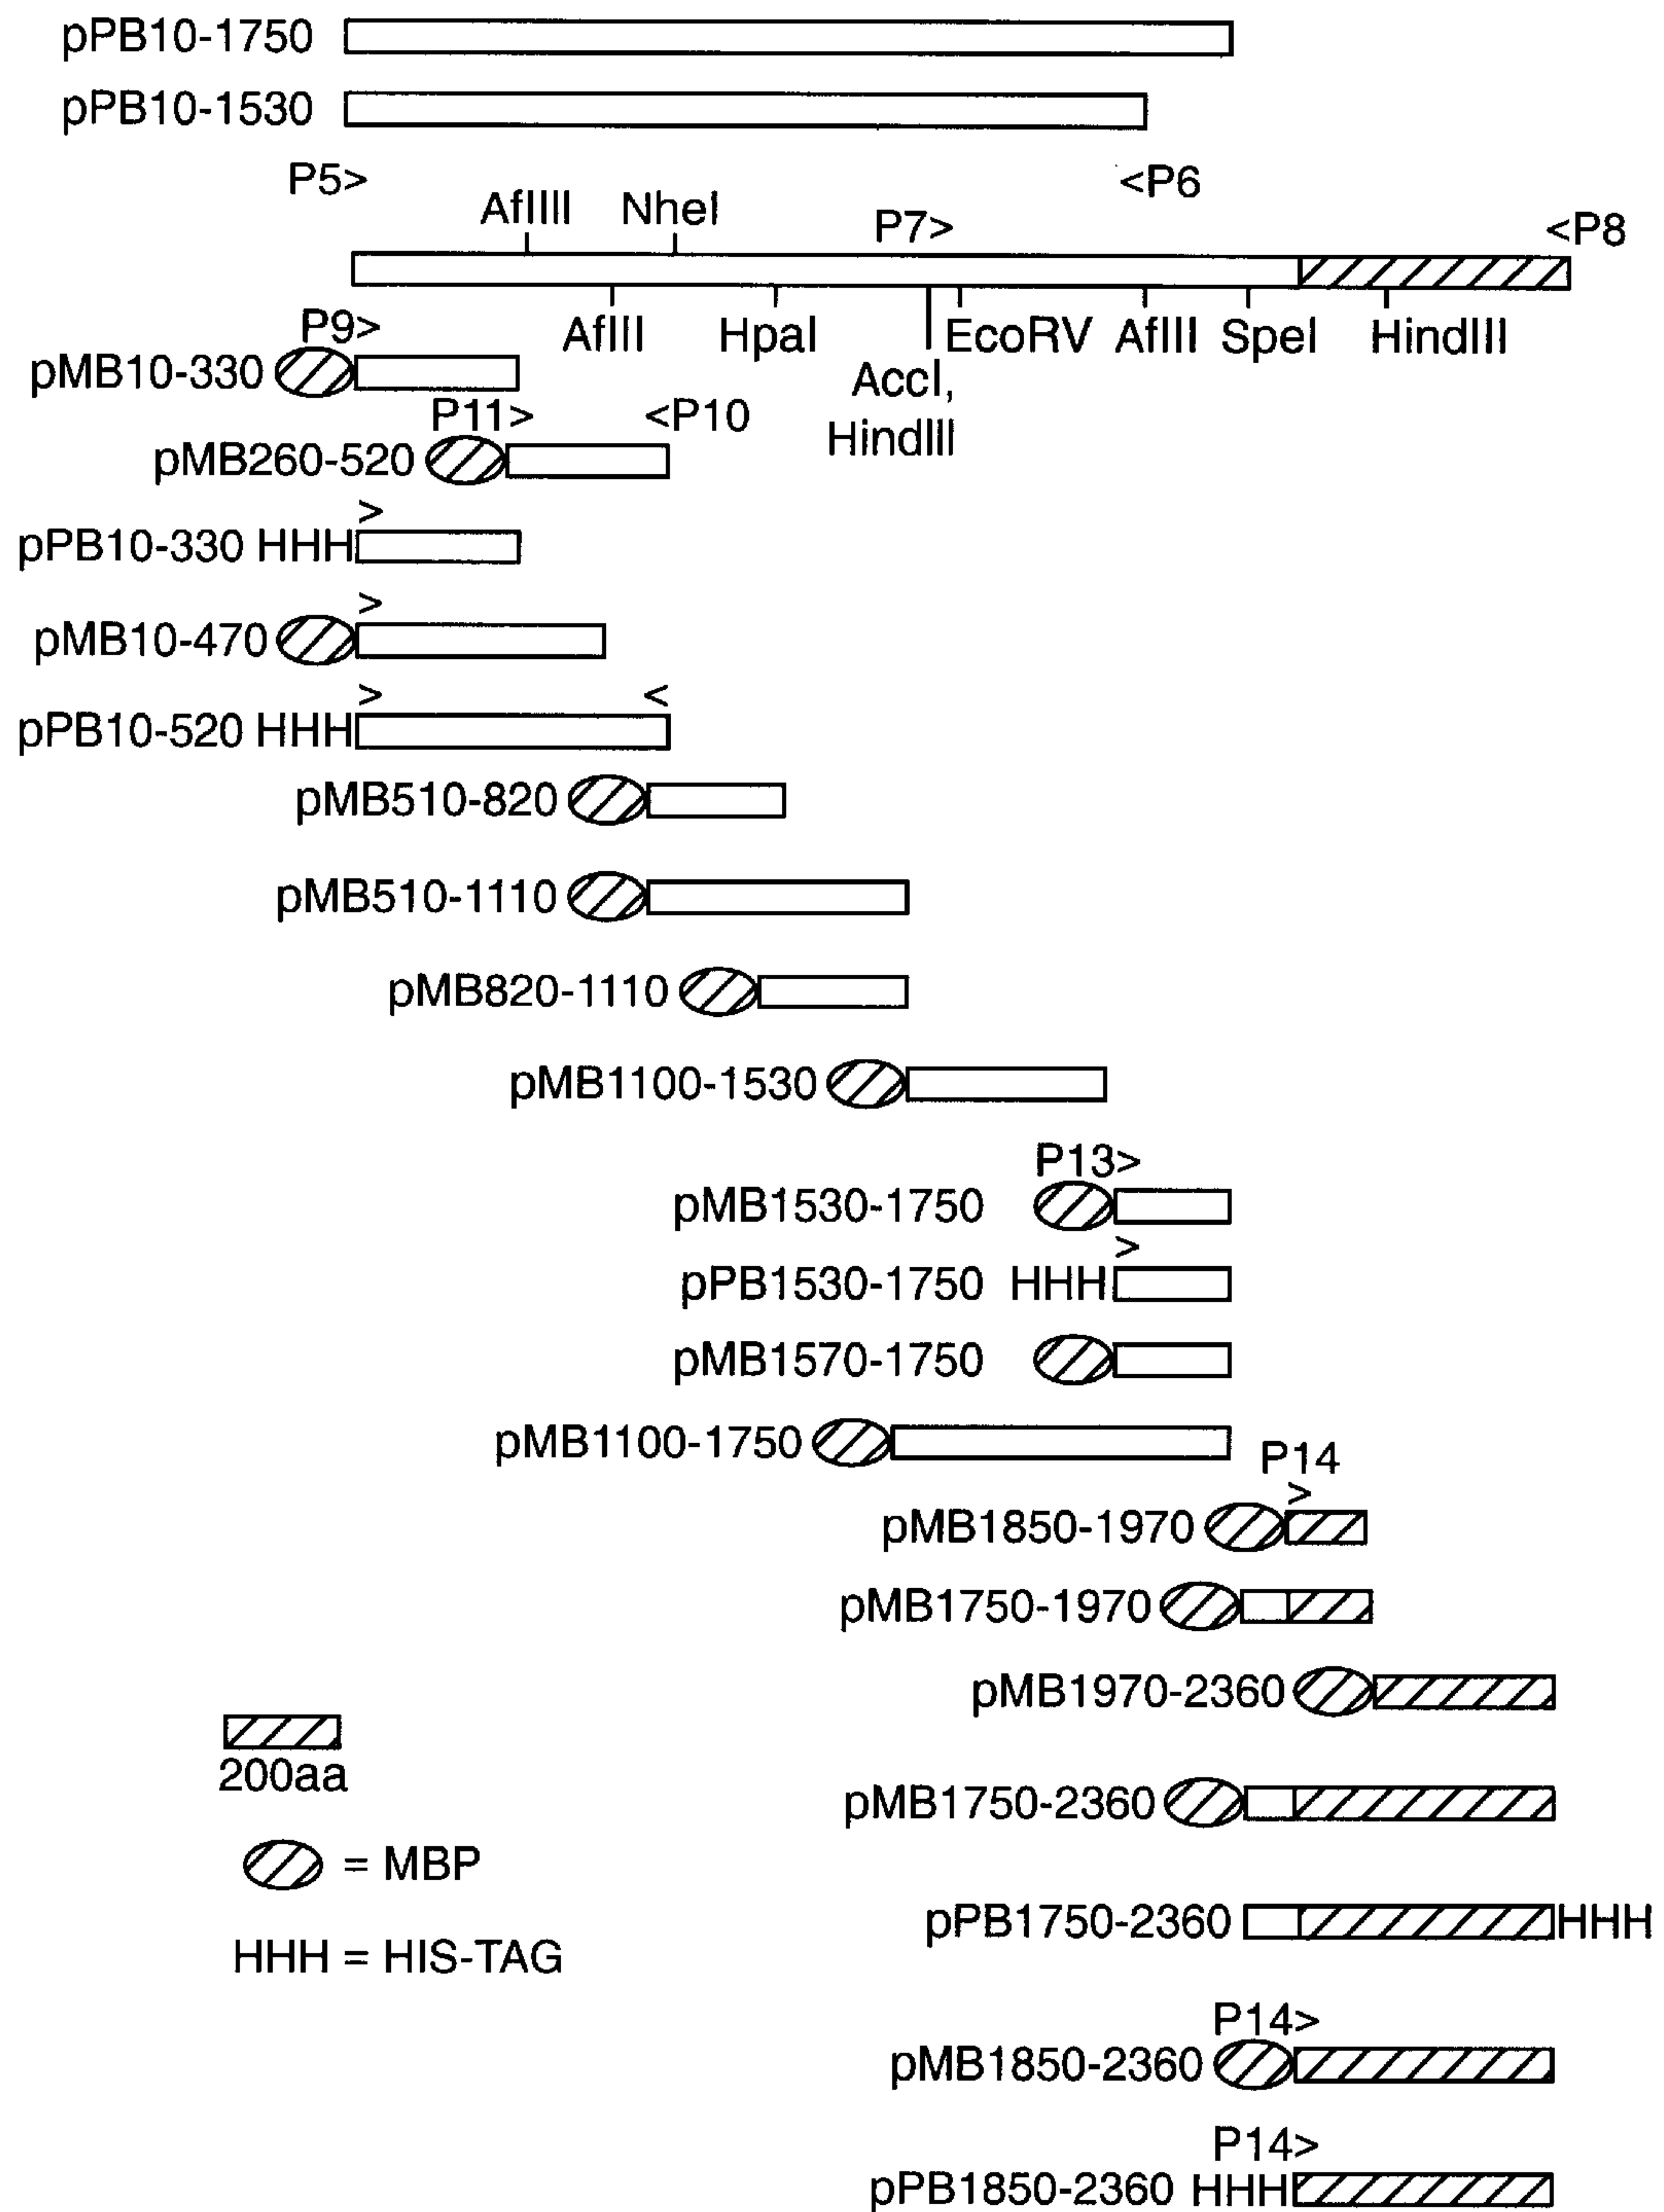 pPB10-1750
pPB10-1530
P5>
<P6
AflIII
NheI
P7>
<P8
P9>
AflII
HpaI
EcoRV
AflII
SpeI
HindIII
AccI,
HindIII
pMB10-330
P11>
<P10
pMB260-520
>
pPB10-330 HHH
>
pMB10-470
> <
pPB10-520 HHH
pMB510-820
pMB510-1110
pMB820-1110
pMB1100-1530
P13>
pMB1530-1750
>
pPB1530-1750 HHH
pMB1570-1750
pMB1100-1750
P14
>
pMB1850-1970
pMB1750-1970
pMB1970-2360
200aa
pMB1750-2360
= MBP
pPB1750-2360 HHH
HHH = HIS-TAG
P14>
pMB1850-2360
P14>
pPB1850-2360 HHH